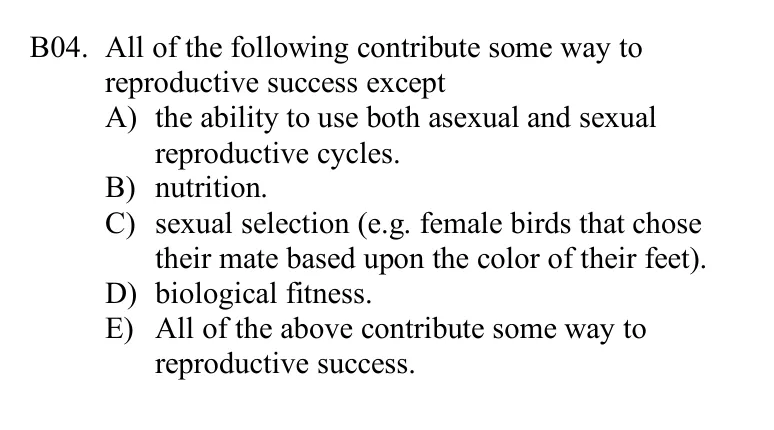 B04. All of the following contribute some way to
reproductive success except
A) the ability to use both asexual and sexual
reproductive cycles.
B) nutrition.
C) sexual selection (e.g. female birds that chose
their mate based upon the color of their feet).
D) biological fitness.
E) All of the above contribute some way to
reproductive success.